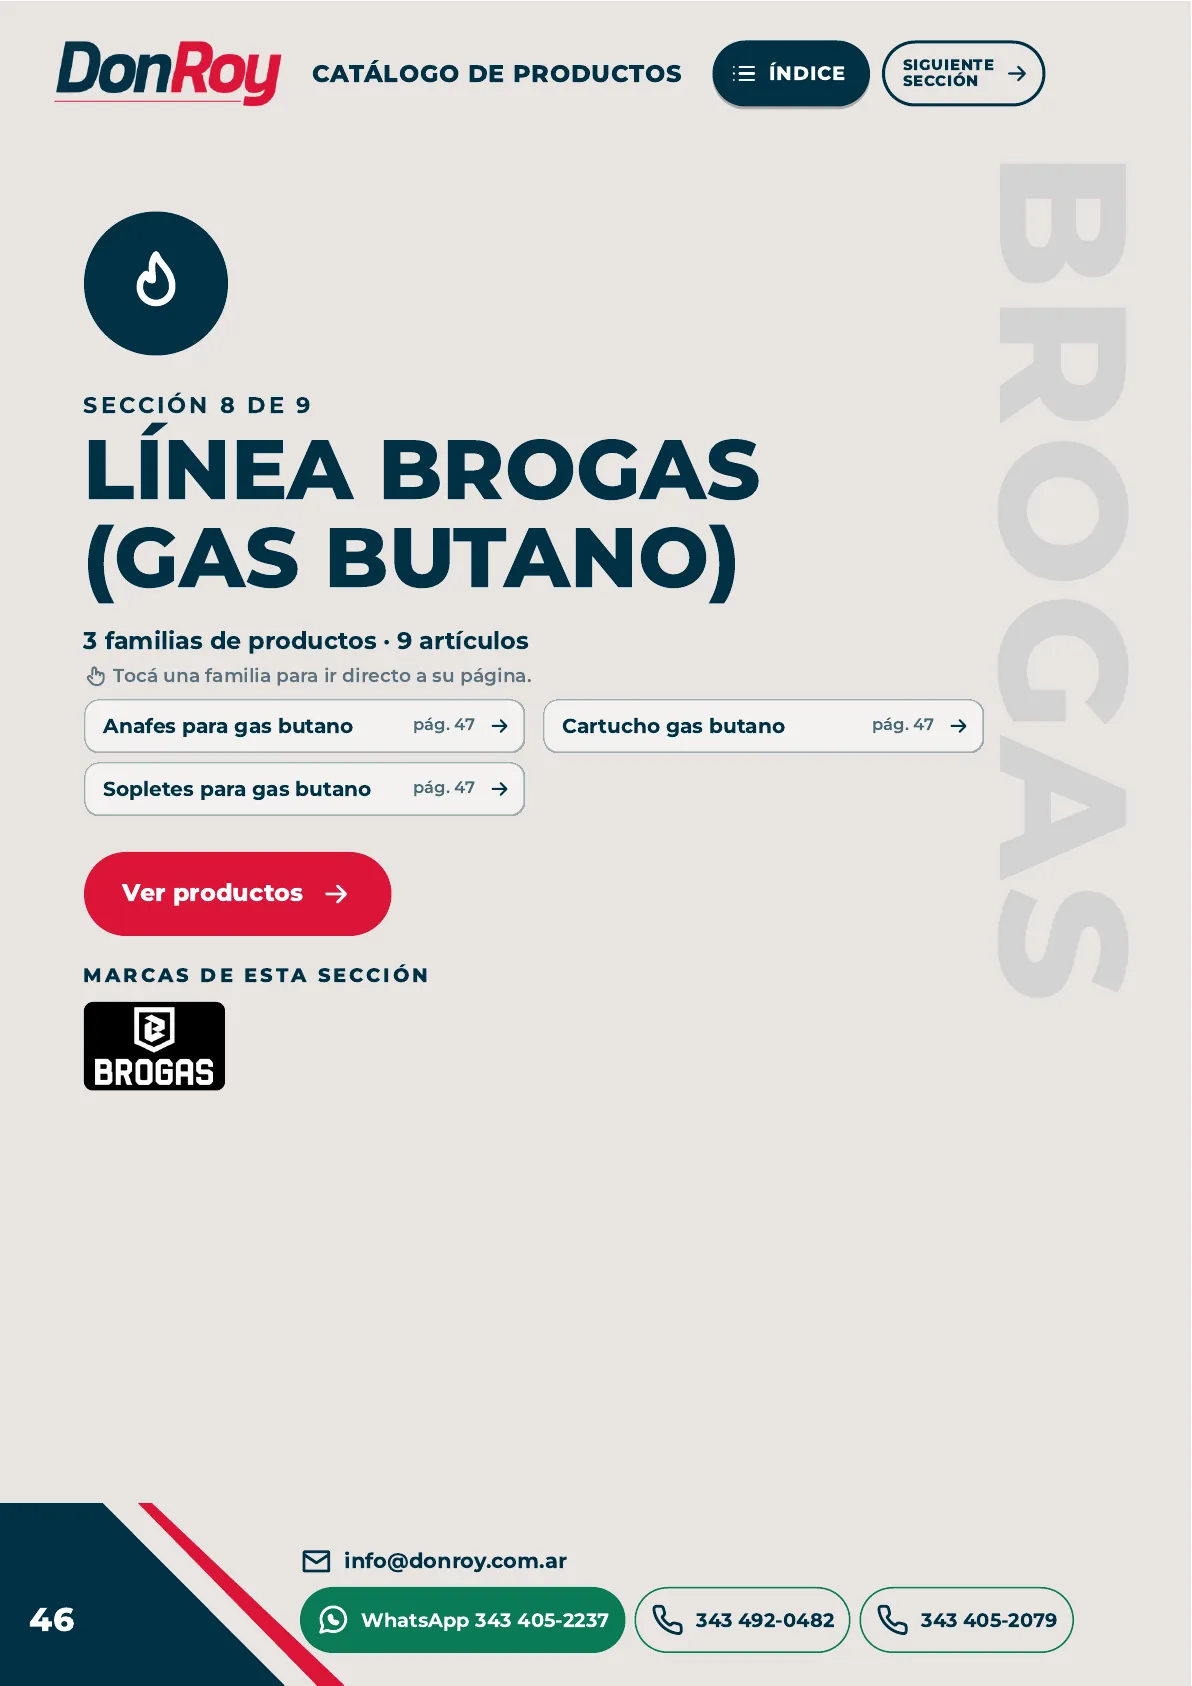 DonRoy
CATÁLOGO DE PRODUCTOS
ÍNDICE
SIGUIENTE
SECCIÓN
BROGAS
SECCIÓN 8 DE 9
LÍNEA BROGAS
(GAS BUTANO)
3 familias de productos · 9 artículos
Tocá una familia para ir directo a su página.
Anafes para gas butano pág. 47
Cartucho gas butano pág. 47
Sopletes para gas butano pág. 47
Ver productos
MARCAS DE ESTA SECCIÓN
BROGAS
info@donroy.com.ar
46
WhatsApp 343 405-2237
343 492-0482
343 405-2079